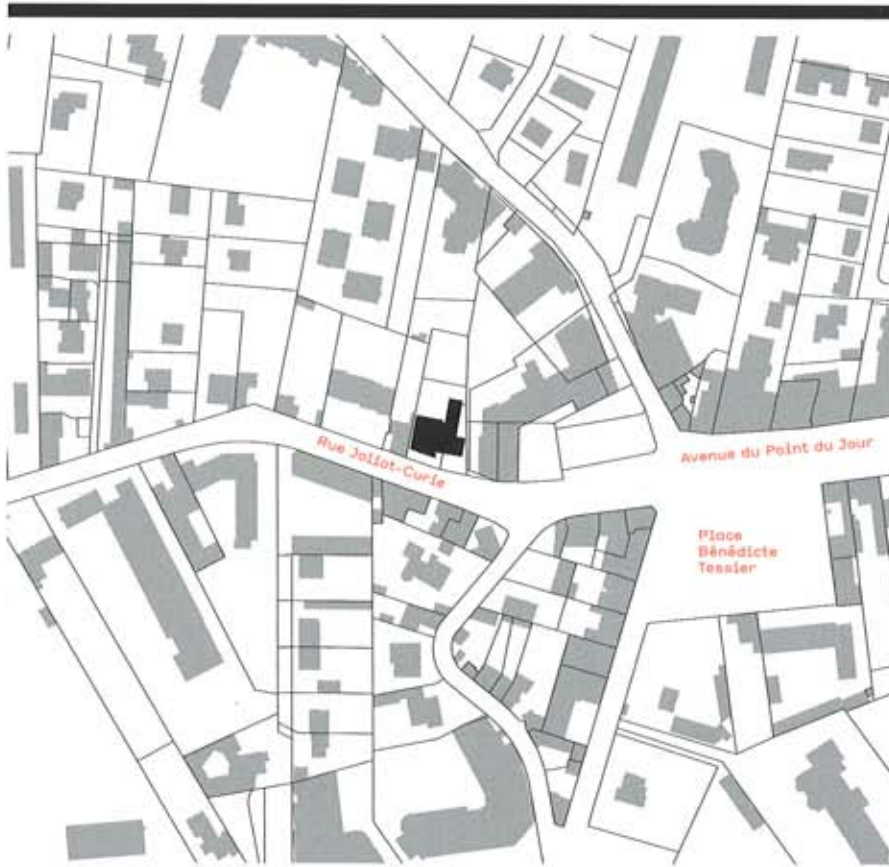 Rue Joliot-Curie
Avenue du Point du Jour
Place
Bénédicte
Tessier